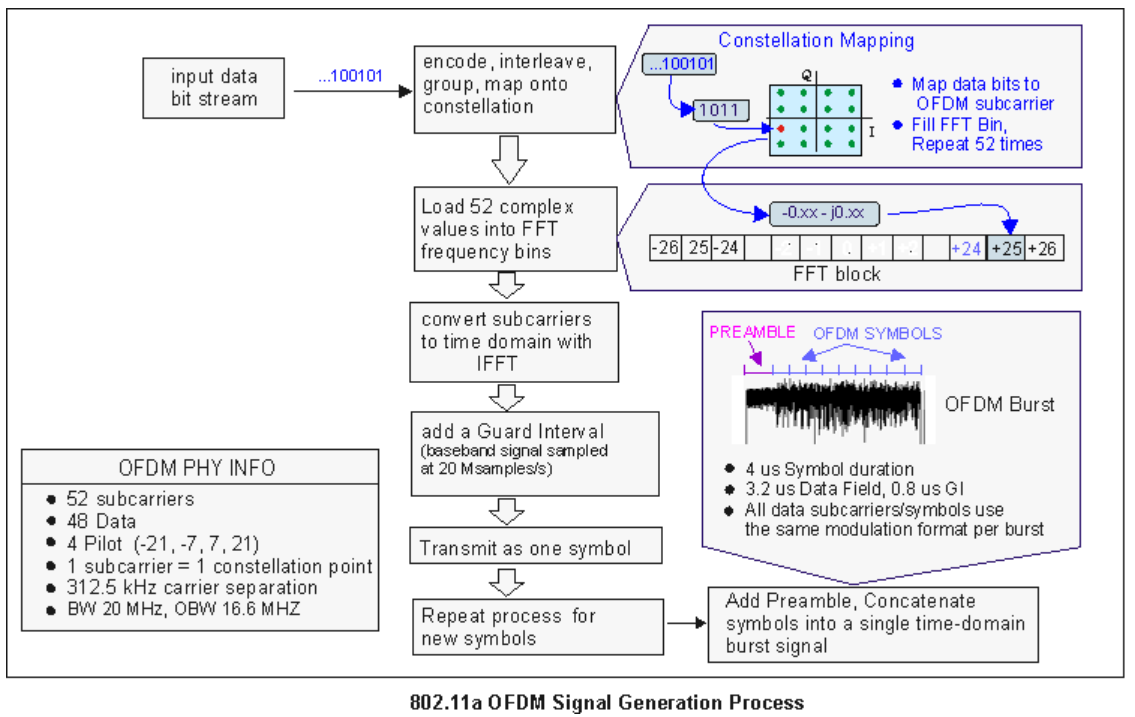 input data
bit stream
...100101
encode, interleave,
group, map onto
constellation
Constellation Mapping
...100101
1011
Q
I
Map data bits to
OFDM subcarrier
Fill FFT Bin,
Repeat 52 times
Load 52 complex
values into FFT
frequency bins
-0.xx - j0.xx
-26 25 -24 -2 -1 0 +1 +24 +25 +26
FFT block
convert subcarriers
to time domain with
IFFT
PREAMBLE OFDM SYMBOLS
OFDM Burst
4 us Symbol duration
3.2 us Data Field, 0.8 us GI
All data subcarriers/symbols use
the same modulation format per burst
add a Guard Interval
(baseband signal sampled
at 20 Msamples/s)
OFDM PHY INFO
52 subcarriers
48 Data
4 Pilot (-21, -7, 7, 21)
1 subcarrier = 1 constellation point
312.5 kHz carrier separation
BW 20 MHz, OBW 16.6 MHZ
Transmit as one symbol
Repeat process for
new symbols
Add Preamble, Concatenate
symbols into a single time-domain
burst signal
802.11a OFDM Signal Generation Process